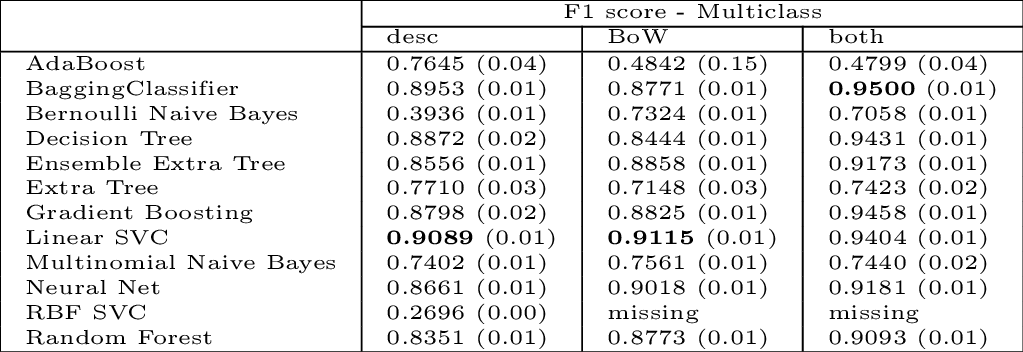 F1 score - Multiclass
desc BoW both
AdaBoost 0.7645 (0.04) 0.4842 (0.15) 0.4799 (0.04)
BaggingClassifier 0.8953 (0.01) 0.8771 (0.01) 0.9500 (0.01)
Bernoulli Naive Bayes 0.3936 (0.01) 0.7324 (0.01) 0.7058 (0.01)
Decision Tree 0.8872 (0.02) 0.8444 (0.01) 0.9431 (0.01)
Ensemble Extra Tree 0.8556 (0.01) 0.8858 (0.01) 0.9173 (0.01)
Extra Tree 0.7710 (0.03) 0.7148 (0.03) 0.7423 (0.02)
Gradient Boosting 0.8798 (0.02) 0.8825 (0.01) 0.9458 (0.01)
Linear SVC 0.9089 (0.01) 0.9115 (0.01) 0.9404 (0.01)
Multinomial Naive Bayes 0.7402 (0.01) 0.7561 (0.01) 0.7440 (0.02)
Neural Net 0.8661 (0.01) 0.9018 (0.01) 0.9181 (0.01)
RBF SVC 0.2696 (0.00) missing missing
Random Forest 0.8351 (0.01) 0.8773 (0.01) 0.9093 (0.01)